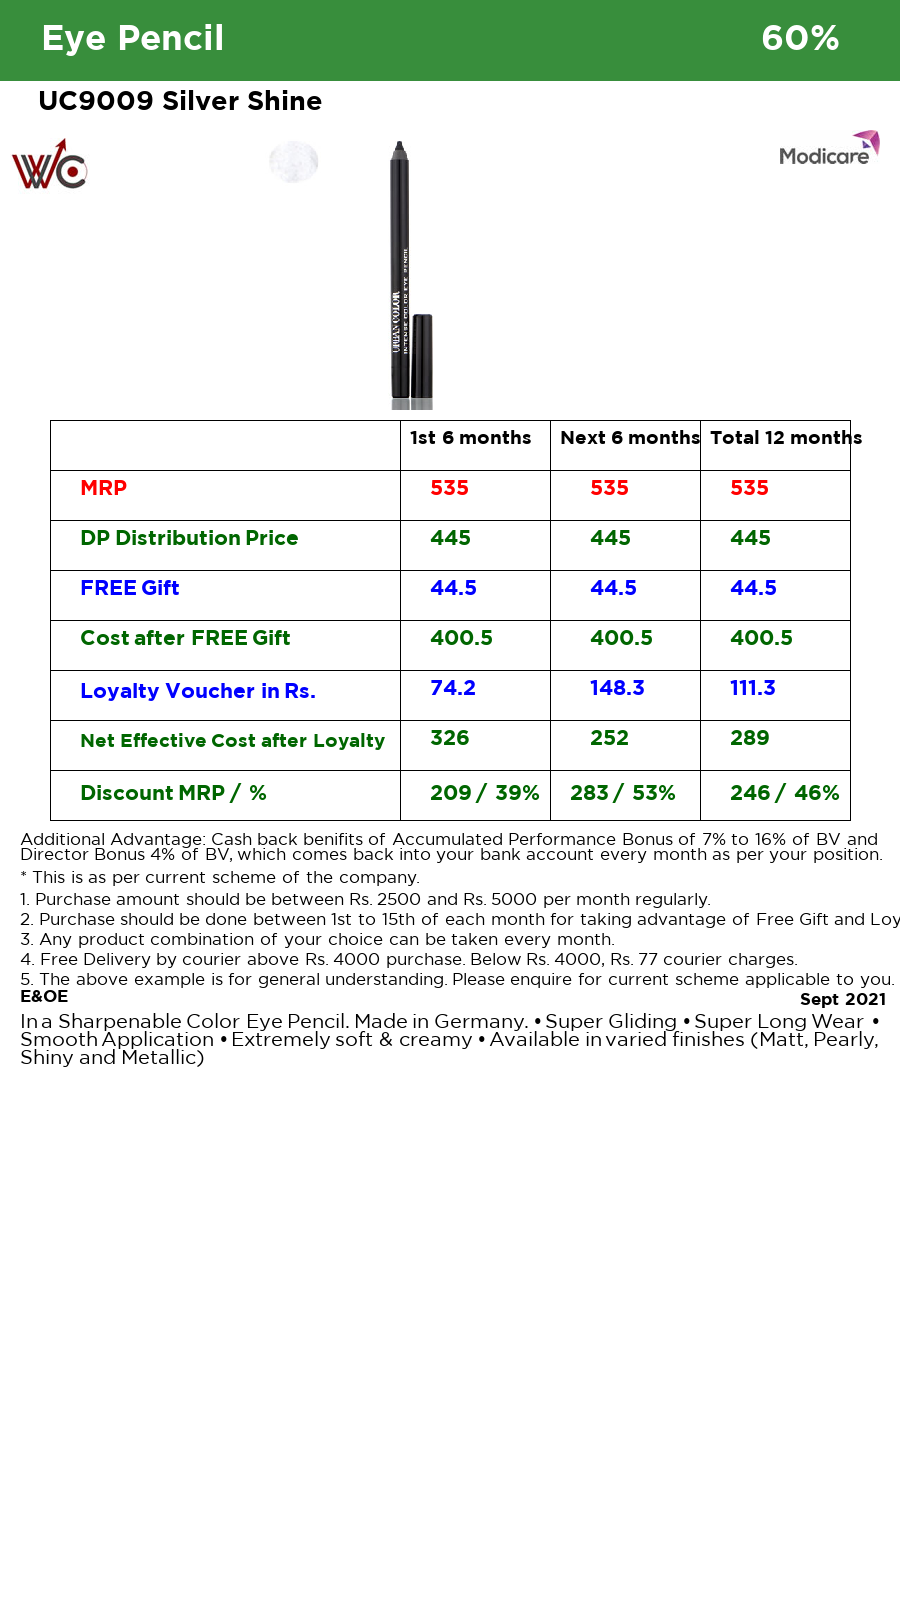 Eye Pencil 60%
UC9009 Silver Shine
WC
Modicare
URBAN COLOR
INTENSE COLOR EYE PENCIL
1st 6 months Next 6 months Total 12 months
MRP 535 535 535
DP Distribution Price 445 445 445
FREE Gift 44.5 44.5 44.5
Cost after FREE Gift 400.5 400.5 400.5
Loyalty Voucher in Rs. 74.2 148.3 111.3
Net Effective Cost after Loyalty 326 252 289
Discount MRP / % 209 / 39% 283 / 53% 246 / 46%
Additional Advantage: Cash back benifits of Accumulated Performance Bonus of 7% to 16% of BV and
Director Bonus 4% of BV, which comes back into your bank account every month as per your position.
* This is as per current scheme of the company.
1. Purchase amount should be between Rs. 2500 and Rs. 5000 per month regularly.
2. Purchase should be done between 1st to 15th of each month for taking advantage of Free Gift and Loy
3. Any product combination of your choice can be taken every month.
4. Free Delivery by courier above Rs. 4000 purchase. Below Rs. 4000, Rs. 77 courier charges.
5. The above example is for general understanding. Please enquire for current scheme applicable to you.
E&OE Sept 2021
In a Sharpenable Color Eye Pencil. Made in Germany. • Super Gliding • Super Long Wear •
Smooth Application • Extremely soft & creamy • Available in varied finishes (Matt, Pearly,
Shiny and Metallic)